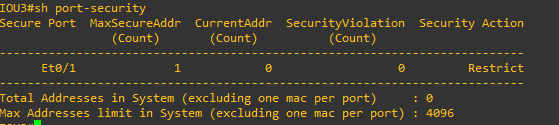 IOU3#sh port-security
Secure Port  MaxSecureAddr  CurrentAddr  SecurityViolation  Security Action
(Count)       (Count)          (Count)
---------------------------------------------------------------------------
Et0/1              1            0                  0         Restrict
---------------------------------------------------------------------------
Total Addresses in System (excluding one mac per port)     : 0
Max Addresses limit in System (excluding one mac per port) : 4096